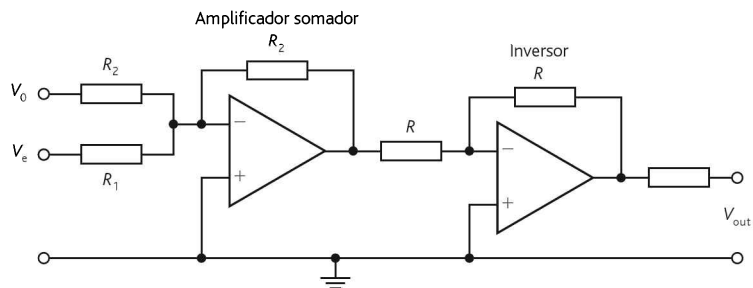 Amplificador somador
R2
Inversor
R
R2
V0
R
Ve
R1
Vout
− + − +